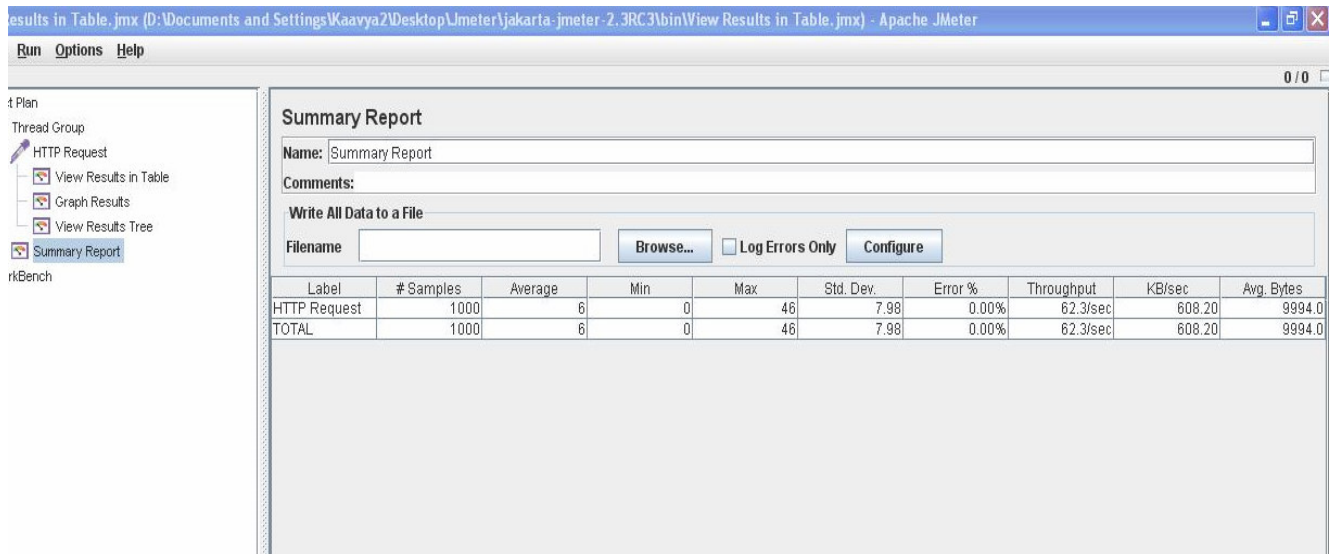 esults in Table.jmx (D:\Documents and Settings\Kaavya2\Desktop\Jmeter\jakarta-jmeter-2.3RC3\bin\View Results in Table.jmx) - Apache JMeter
Run Options Help
0 / 0
t Plan
Thread Group
HTTP Request
View Results in Table
Graph Results
View Results Tree
Summary Report
rkBench
Summary Report
Name: Summary Report
Comments:
Write All Data to a File
Filename Browse... Log Errors Only Configure
Label # Samples Average Min Max Std. Dev. Error % Throughput KB/sec Avg. Bytes
HTTP Request 1000 6 0 46 7.98 0.00% 62.3/sec 608.20 9994.0
TOTAL 1000 6 0 46 7.98 0.00% 62.3/sec 608.20 9994.0